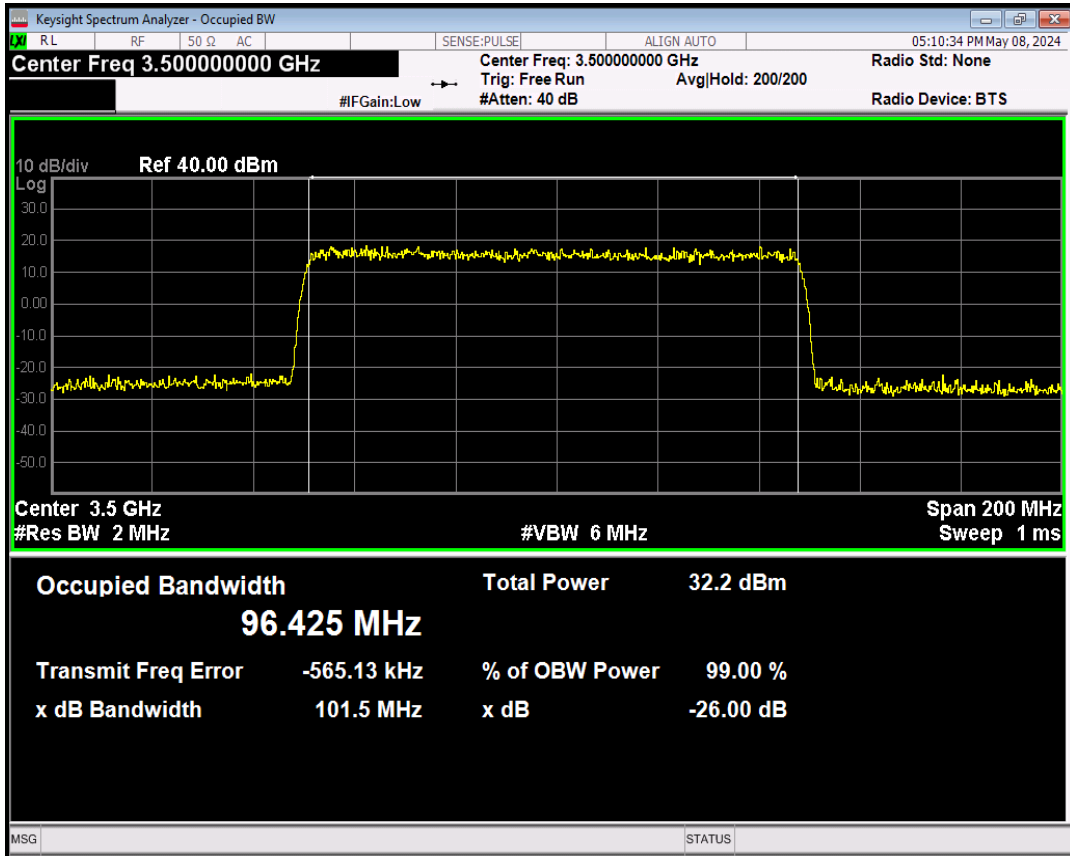 Keysight Spectrum Analyzer - Occupied BW
LXI RL RF 50 Ω AC SENSE:PULSE ALIGN AUTO 05:10:34 PM May 08, 2024
Center Freq 3.500000000 GHz Center Freq: 3.500000000 GHz Radio Std: None
Trig: Free Run Avg|Hold: 200/200
#IFGain:Low #Atten: 40 dB Radio Device: BTS
10 dB/div Ref 40.00 dBm
Log
30.0
20.0
10.0
0.00
-10.0
-20.0
-30.0
-40.0
-50.0
Center 3.5 GHz Span 200 MHz
#Res BW 2 MHz #VBW 6 MHz Sweep 1 ms
Occupied Bandwidth Total Power 32.2 dBm
96.425 MHz
Transmit Freq Error -565.13 kHz % of OBW Power 99.00 %
x dB Bandwidth 101.5 MHz x dB -26.00 dB
MSG STATUS